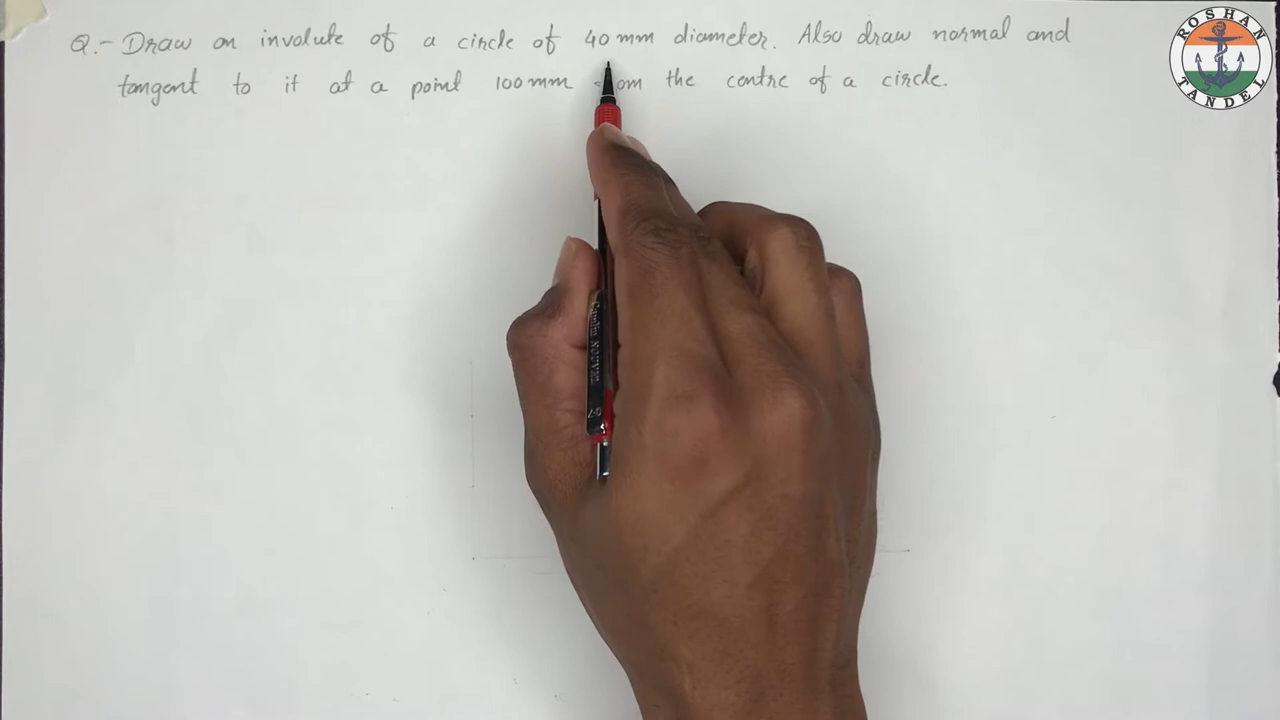 Q.- Draw an involute of a circle of 40 mm diameter. Also draw normal and
tangent to it at a point 100 mm the centre of a circle.
ROSHAN
TANDEL